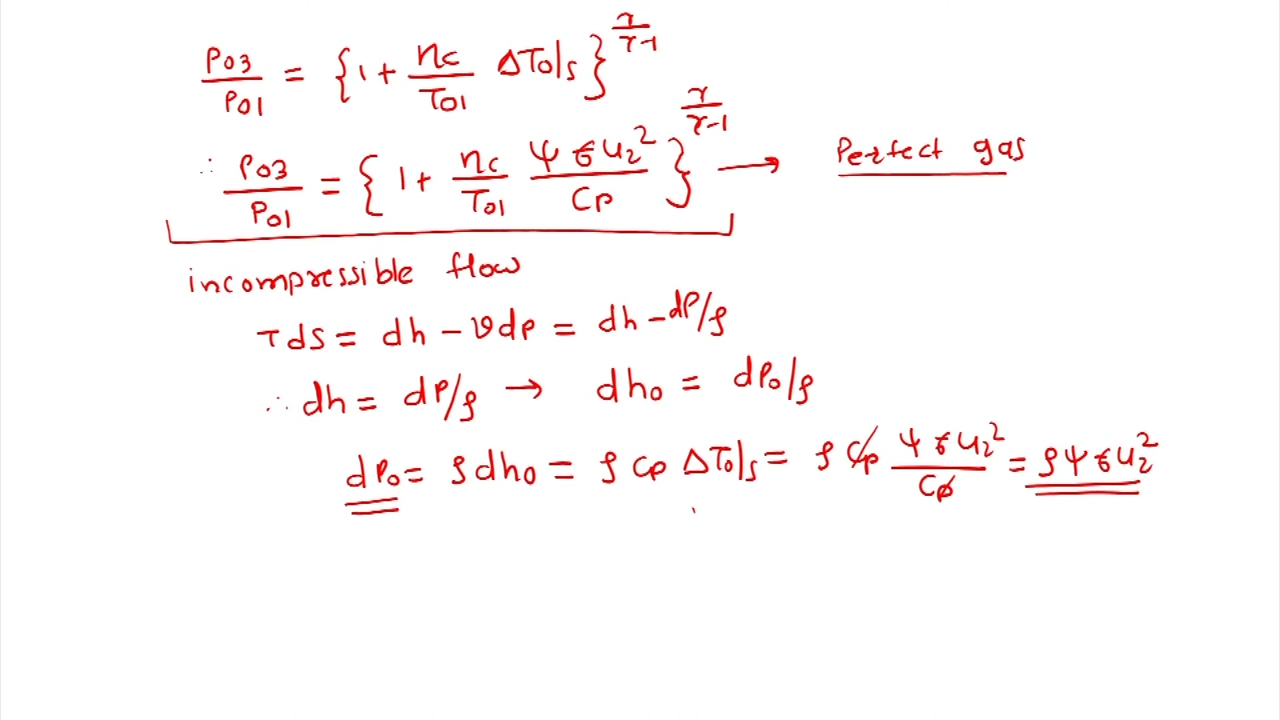 P03/P01 = {1 + ηc/T01 ΔT0|s}^(γ/γ-1)
∴ P03/P01 = {1 + ηc/T01 ψσu2²/Cp}^(γ/γ-1) → Perfect gas
incompressible flow
Tds = dh - vdp = dh - dP/ρ
∴ dh = dP/ρ → dh0 = dP0/ρ
dP0 = ρdh0 = ρ Cp ΔT0|s = ρ Cp ψσu2²/Cp = ρψσu2²